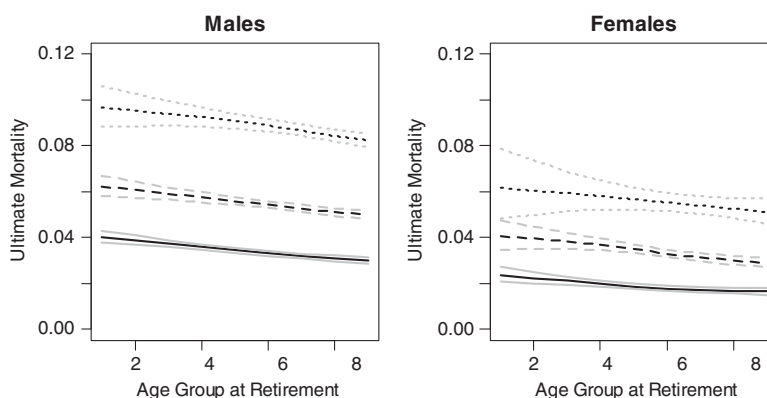 Males
0.12
0.08
0.04
0.00
Ultimate Mortality
2 4 6 8
Age Group at Retirement
Females
0.12
0.08
0.04
0.00
Ultimate Mortality
2 4 6 8
Age Group at Retirement